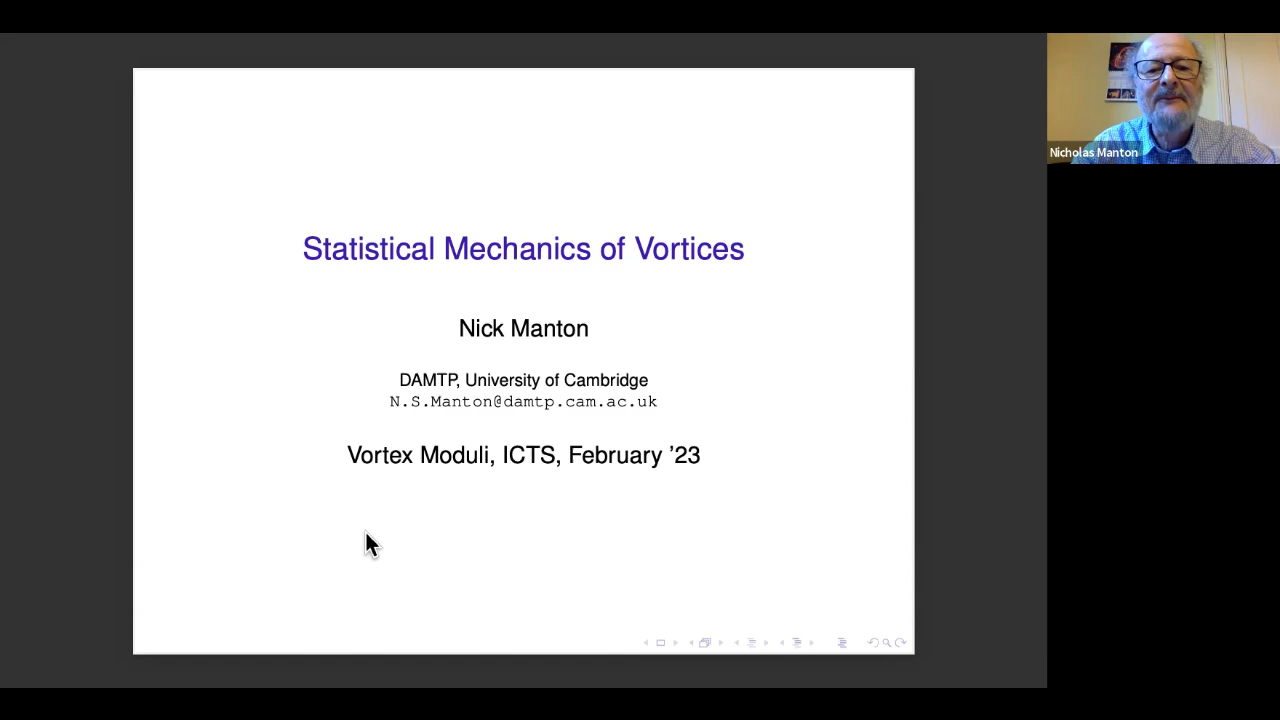 Statistical Mechanics of Vortices
Nick Manton
DAMTP, University of Cambridge
N.S.Manton@damtp.cam.ac.uk
Vortex Moduli, ICTS, February ’23
Nicholas Manton